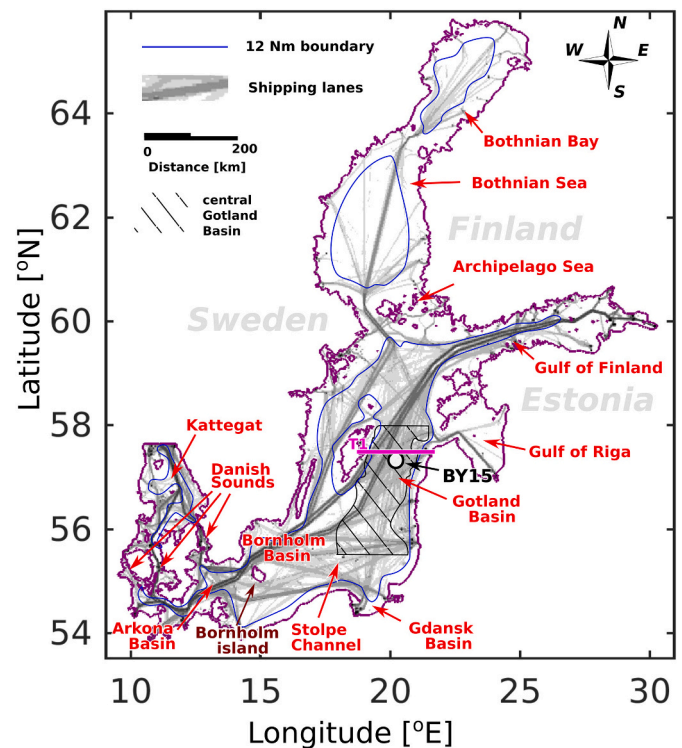 12 Nm boundary
Shipping lanes
0 200
Distance [km]
central
Gotland
Basin
N
W E
S
Bothnian Bay
Bothnian Sea
Finland
Archipelago Sea
Sweden
Gulf of Finland
Estonia
Kattegat
T1
Gulf of Riga
Danish
Sounds
BY15
Gotland
Basin
Bornholm
Basin
Arkona
Basin
Bornholm
island
Stolpe
Channel
Gdansk
Basin
64
62
60
58
56
54
Latitude [°N]
10 15 20 25 30
Longitude [°E]